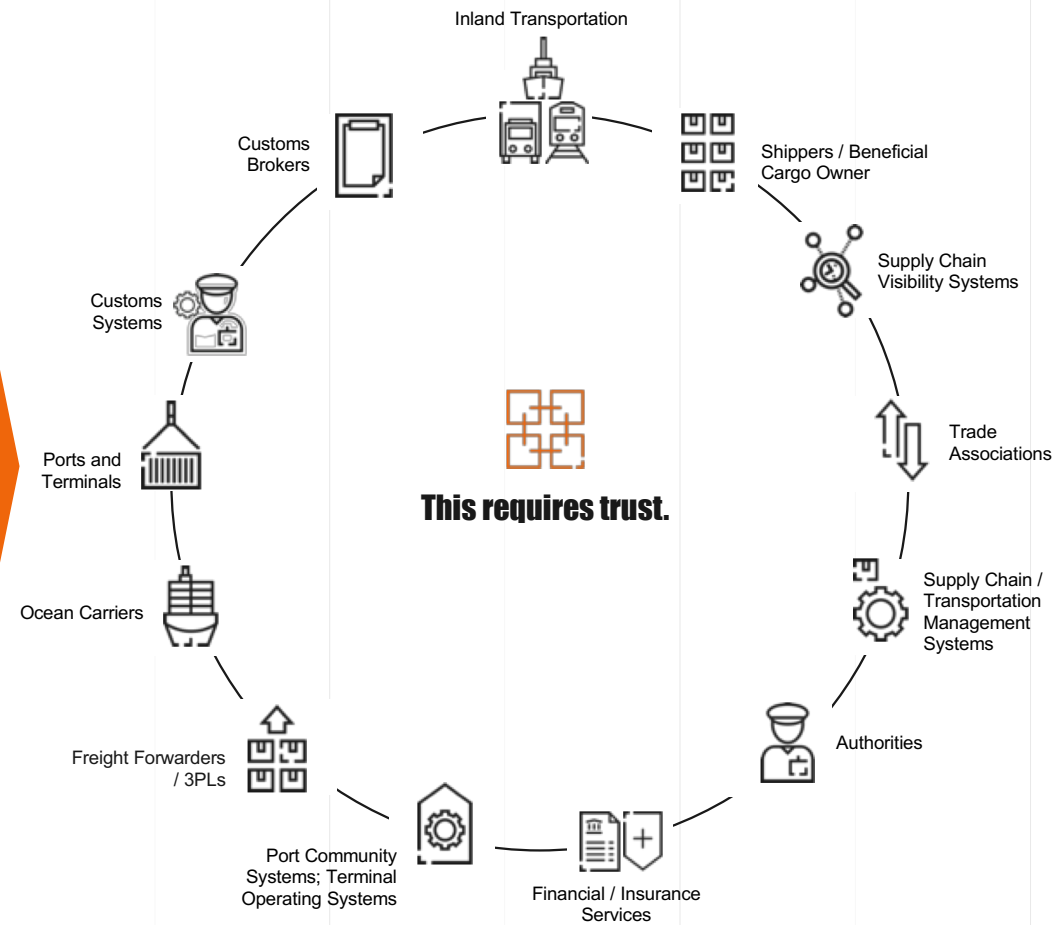 Inland Transportation
Customs
Brokers
Shippers / Beneficial
Cargo Owner
Supply Chain
Visibility Systems
Customs
Systems
Trade
Associations
Ports and
Terminals
This requires trust.
Supply Chain /
Transportation
Management
Systems
Ocean Carriers
Authorities
Freight Forwarders
/ 3PLs
Port Community
Systems; Terminal
Operating Systems
Financial / Insurance
Services